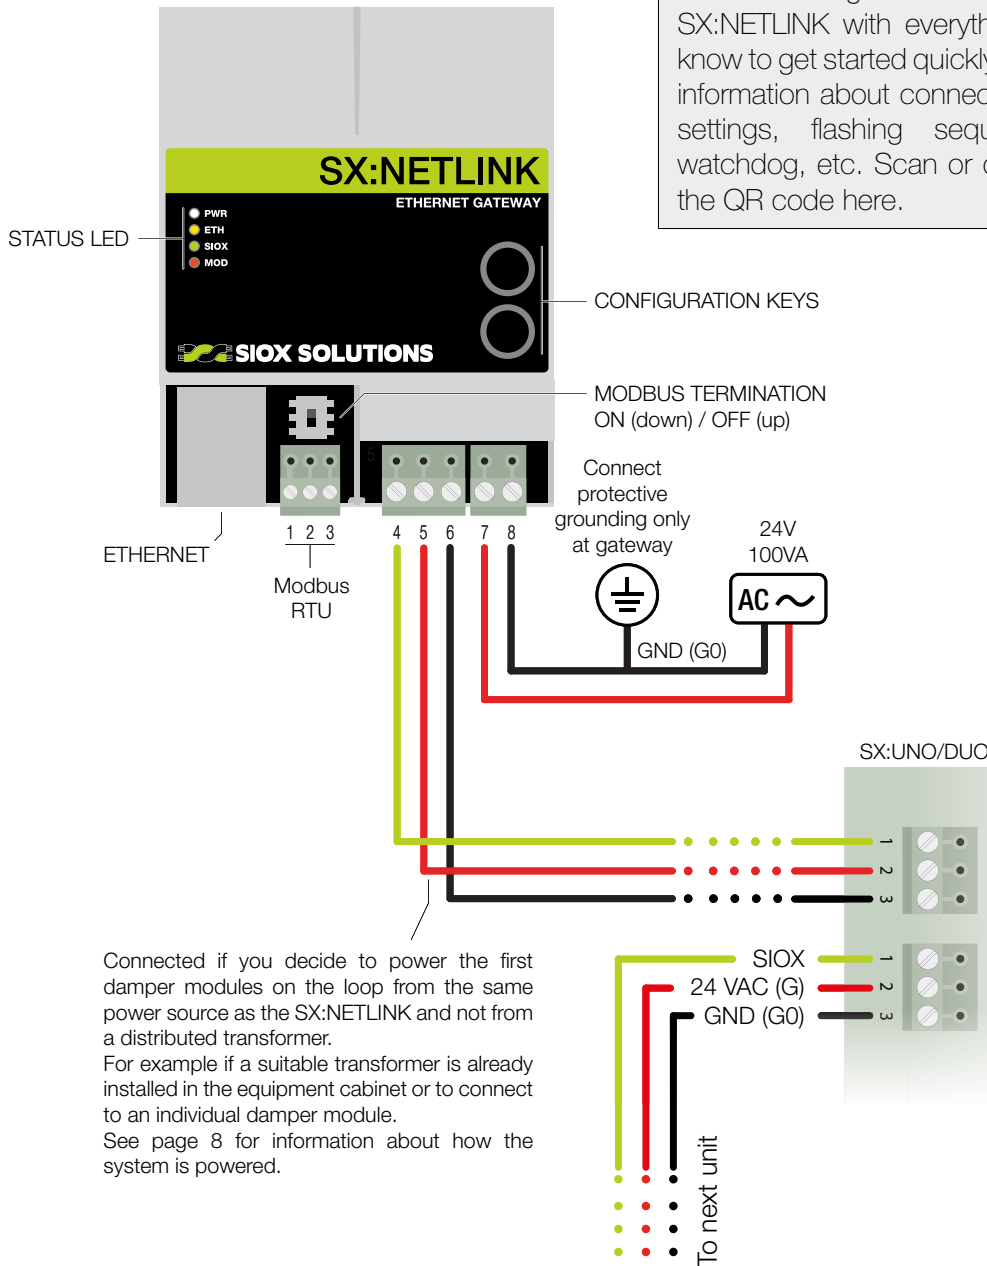 SX:NETLINK with everyth
know to get started quickly
information about connec
settings, flashing sequ
watchdog, etc. Scan or c
the QR code here.
SX:NETLINK
ETHERNET GATEWAY
PWR
ETH
SIOX
MOD
STATUS LED
CONFIGURATION KEYS
SIOX SOLUTIONS
MODBUS TERMINATION
ON (down) / OFF (up)
5
Connect
protective
grounding only
at gateway
1 2 3
4 5 6 7 8
ETHERNET
Modbus
RTU
24V
100VA
AC
GND (G0)
SX:UNO/DUO
1
2
3
SIOX
24 VAC (G)
GND (G0)
1
2
3
Connected if you decide to power the first
damper modules on the loop from the same
power source as the SX:NETLINK and not from
a distributed transformer.
For example if a suitable transformer is already
installed in the equipment cabinet or to connect
to an individual damper module.
See page 8 for information about how the
system is powered.
To next unit